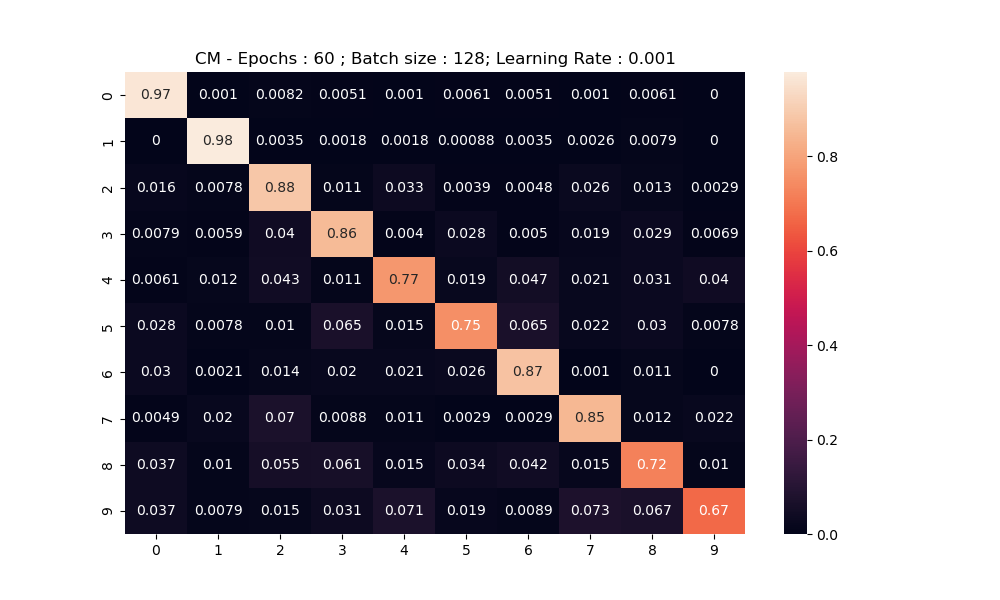 CM - Epochs : 60 ; Batch size : 128; Learning Rate : 0.001
0 0.97 0.001 0.0082 0.0051 0.001 0.0061 0.0051 0.001 0.0061 0
1 0 0.98 0.0035 0.0018 0.0018 0.00088 0.0035 0.0026 0.0079 0
2 0.016 0.0078 0.88 0.011 0.033 0.0039 0.0048 0.026 0.013 0.0029
3 0.0079 0.0059 0.04 0.86 0.004 0.028 0.005 0.019 0.029 0.0069
4 0.0061 0.012 0.043 0.011 0.77 0.019 0.047 0.021 0.031 0.04
5 0.028 0.0078 0.01 0.065 0.015 0.75 0.065 0.022 0.03 0.0078
6 0.03 0.0021 0.014 0.02 0.021 0.026 0.87 0.001 0.011 0
7 0.0049 0.02 0.07 0.0088 0.011 0.0029 0.0029 0.85 0.012 0.022
8 0.037 0.01 0.055 0.061 0.015 0.034 0.042 0.015 0.72 0.01
9 0.037 0.0079 0.015 0.031 0.071 0.019 0.0089 0.073 0.067 0.67
0 1 2 3 4 5 6 7 8 9
0.8
0.6
0.4
0.2
0.0